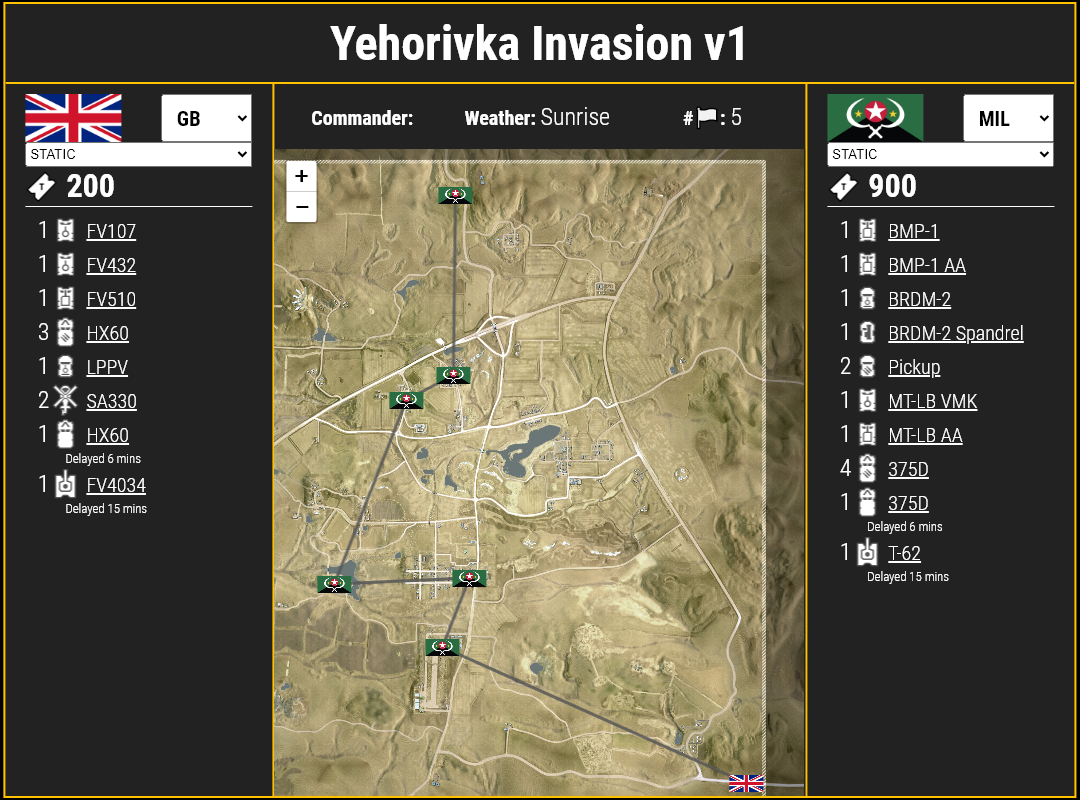 Yehorivka Invasion v1
GB
STATIC
200
1 FV107
1 FV432
1 FV510
3 HX60
1 LPPV
2 SA330
1 HX60
Delayed 6 mins
1 FV4034
Delayed 15 mins
Commander: Weather: Sunrise #: 5
+
−
MIL
STATIC
900
1 BMP-1
1 BMP-1 AA
1 BRDM-2
1 BRDM-2 Spandrel
2 Pickup
1 MT-LB VMK
1 MT-LB AA
4 375D
1 375D
Delayed 6 mins
1 T-62
Delayed 15 mins